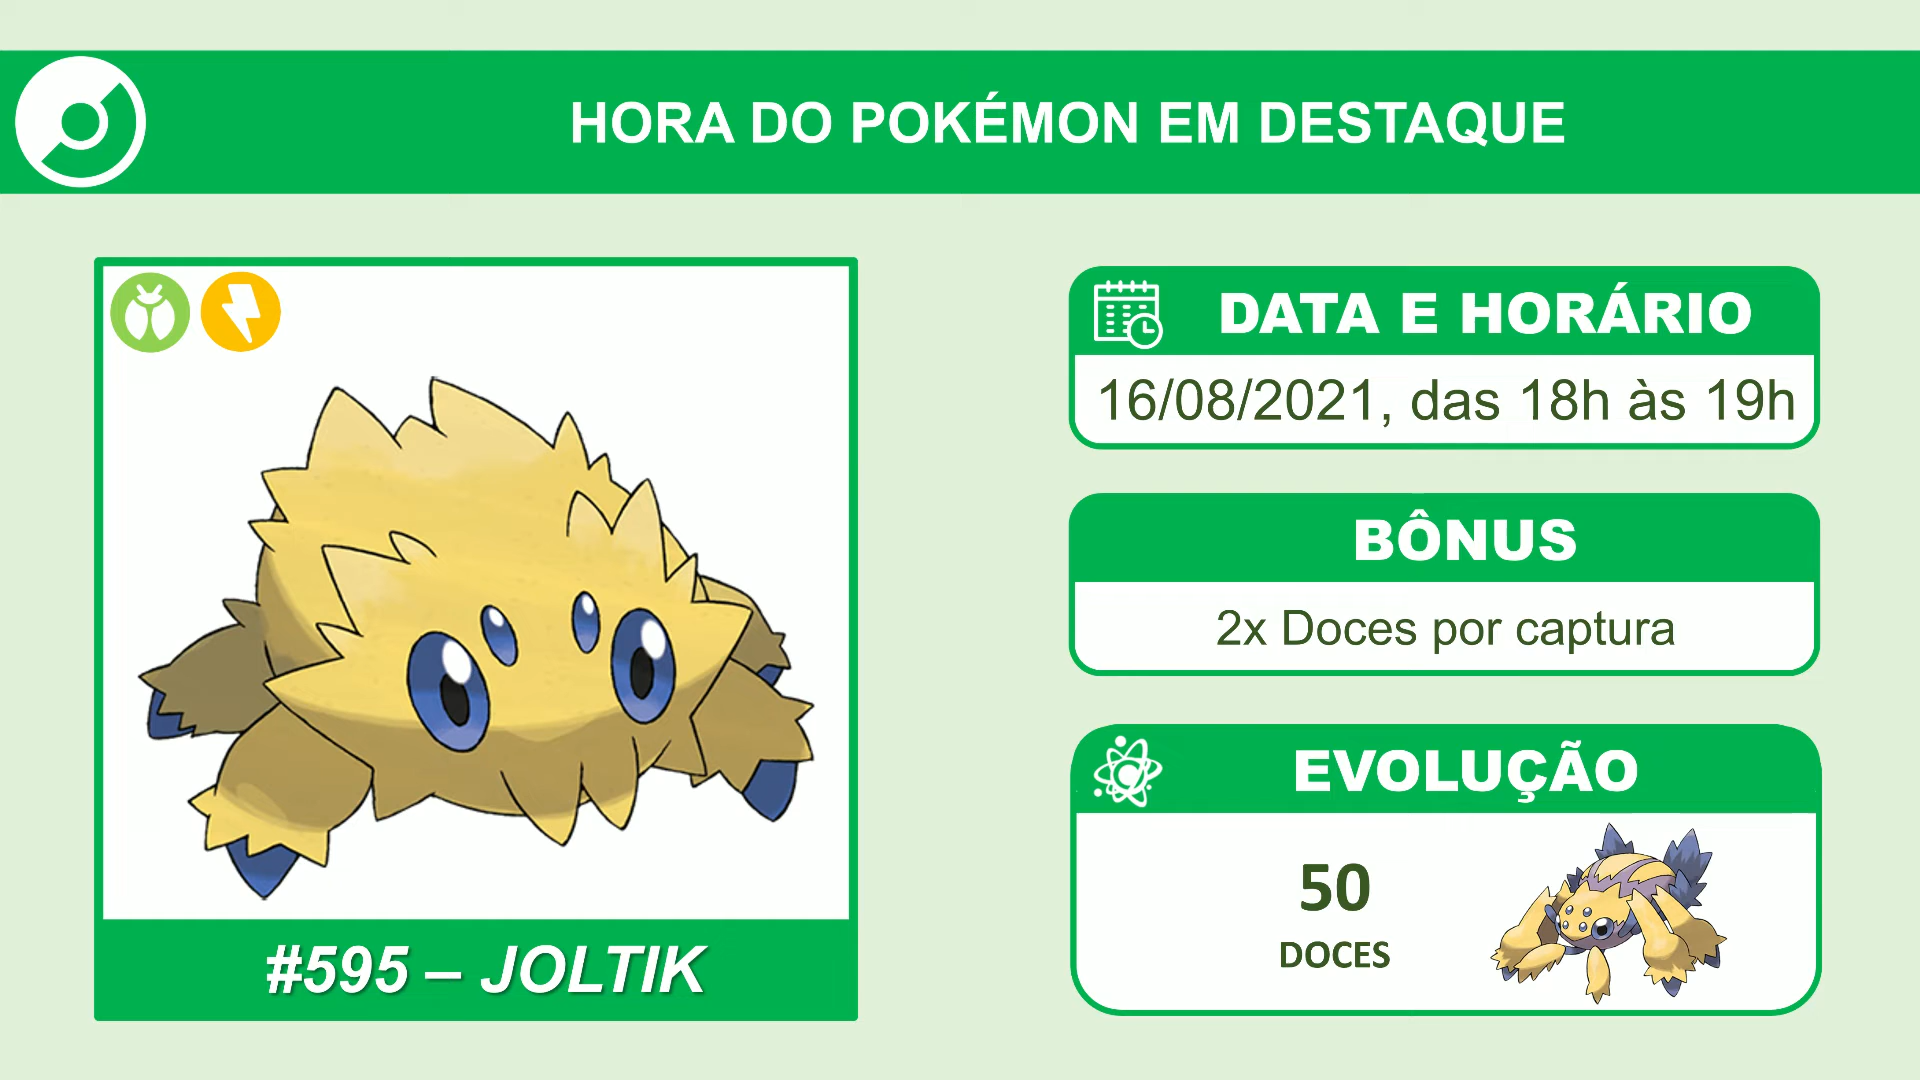 HORA DO POKÉMON EM DESTAQUE
#595 – JOLTIK
DATA E HORÁRIO
16/08/2021, das 18h às 19h
BÔNUS
2x Doces por captura
EVOLUÇÃO
50
DOCES